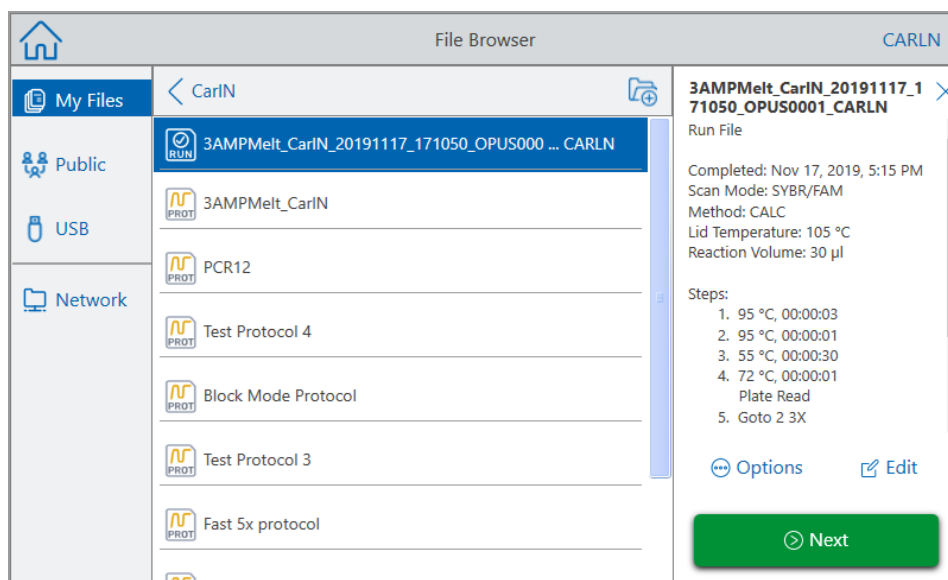 File Browser
CARLN
My Files
Public
USB
Network
CarlN
RUN
3AMPMelt_CarlN_20191117_171050_OPUS000 ... CARLN
PROT
3AMPMelt_CarlN
PROT
PCR12
PROT
Test Protocol 4
PROT
Block Mode Protocol
PROT
Test Protocol 3
PROT
Fast 5x protocol
3AMPMelt_CarlN_20191117_1
71050_OPUS0001_CARLN
Run File
Completed: Nov 17, 2019, 5:15 PM
Scan Mode: SYBR/FAM
Method: CALC
Lid Temperature: 105 °C
Reaction Volume: 30 µl
Steps:
1. 95 °C, 00:00:03
2. 95 °C, 00:00:01
3. 55 °C, 00:00:30
4. 72 °C, 00:00:01
Plate Read
5. Goto 2 3X
Options
Edit
Next